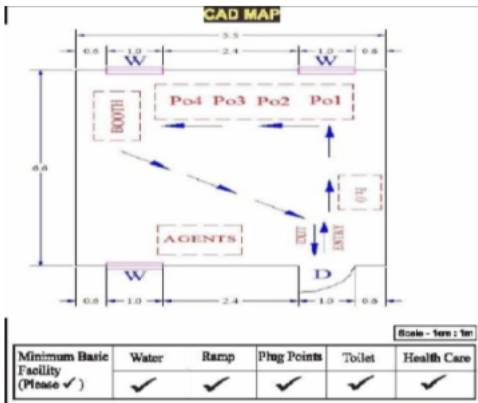 CAD MAP
5.5
0.8 1.0 2.4 1.0 0.8
W W
Po4 Po3 Po2 Po1
BOOTH
6.6
AGENTS
EXIT
ENTRY
W D
0.8 1.0 2.4 1.0 0.8
Scale - 1cm : 1m
Minimum Basic Facility (Please ✓) Water Ramp Plug Points Toilet Health Care
✓ ✓ ✓ ✓ ✓